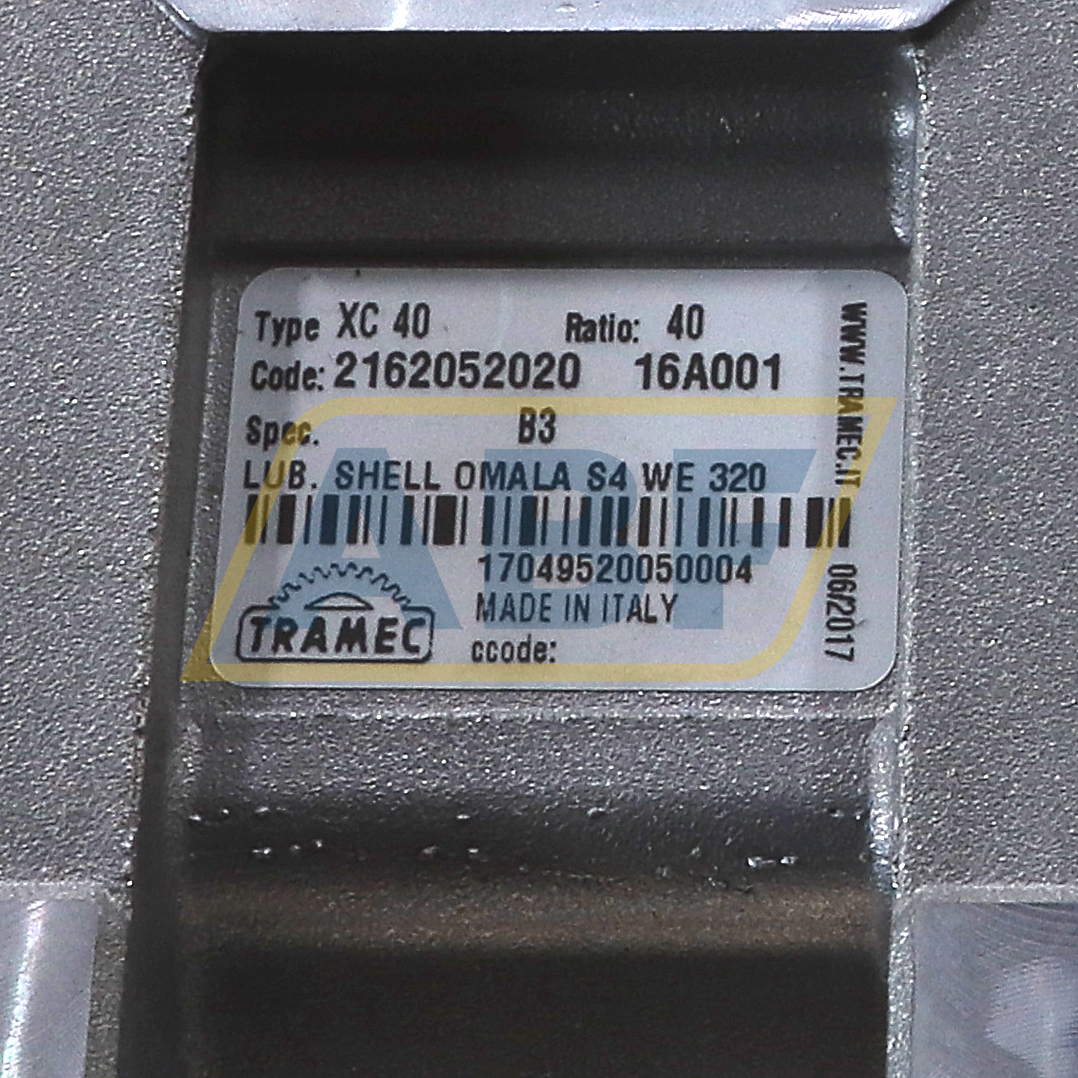 Type XC 40 Ratio: 40
Code: 2162052020 16A001
Spec. B3
LUB. SHELL OMALA S4 WE 320
17049520050004
MADE IN ITALY
TRAMEC
ccode:
WWW.TRAMEC.IT 06/2017
ABF